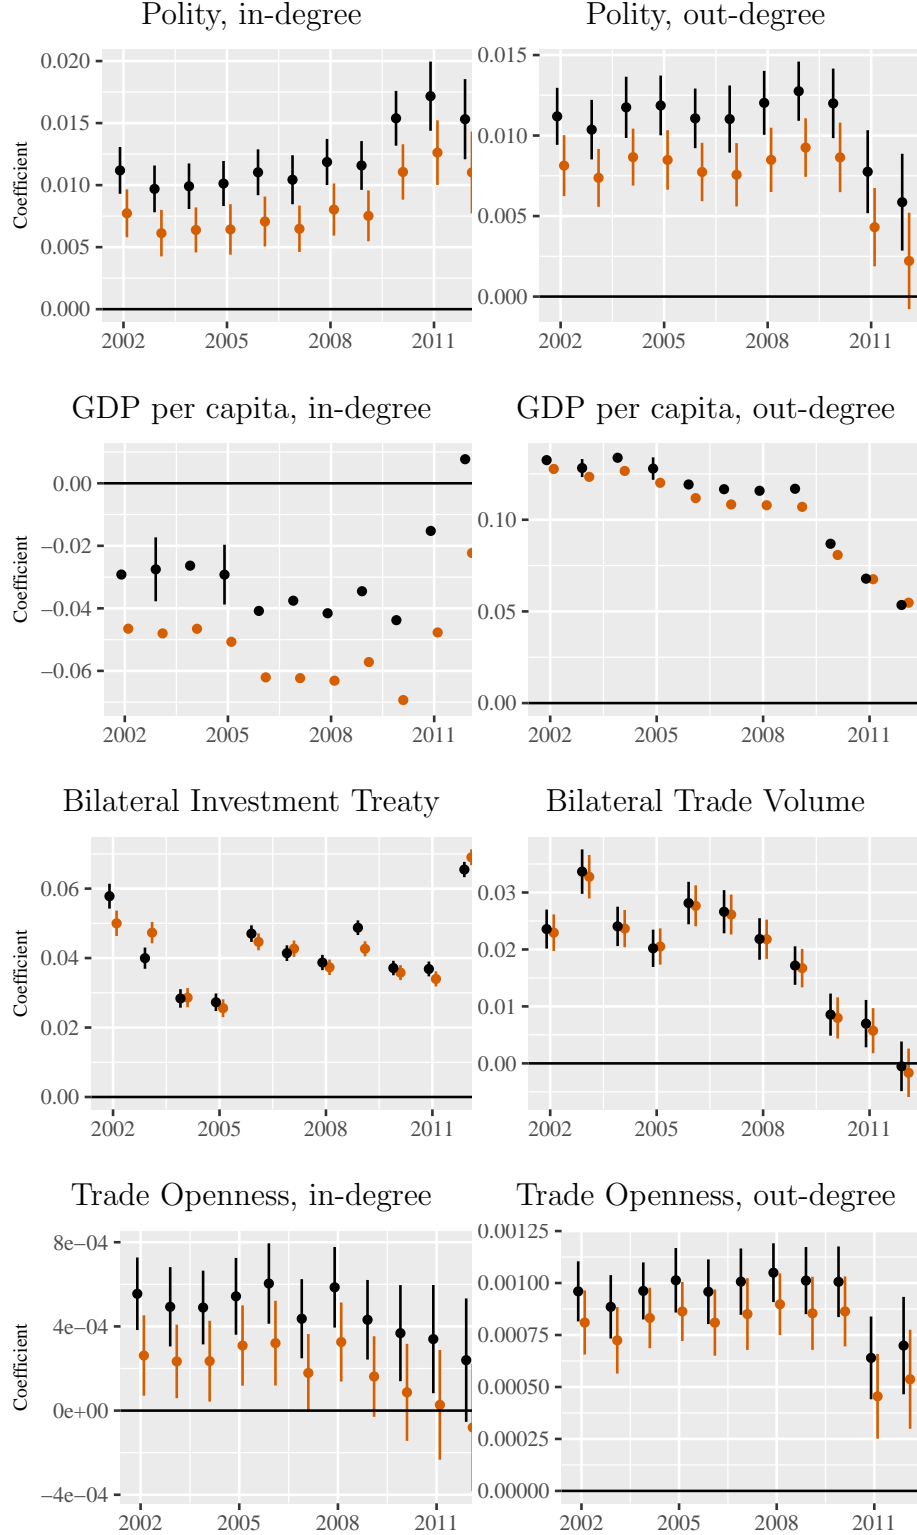 Polity, in-degree
Polity, out-degree
Coefficient
0.020
0.015
0.010
0.005
0.000
2002 2005 2008 2011
0.015
0.010
0.005
0.000
2002 2005 2008 2011
GDP per capita, in-degree
GDP per capita, out-degree
Coefficient
0.00
−0.02
−0.04
−0.06
2002 2005 2008 2011
0.10
0.05
0.00
2002 2005 2008 2011
Bilateral Investment Treaty
Bilateral Trade Volume
Coefficient
0.06
0.04
0.02
0.00
2002 2005 2008 2011
0.03
0.02
0.01
0.00
2002 2005 2008 2011
Trade Openness, in-degree
Trade Openness, out-degree
Coefficient
8e−04
4e−04
0e+00
−4e−04
2002 2005 2008 2011
0.00125
0.00100
0.00075
0.00050
0.00025
0.00000
2002 2005 2008 2011